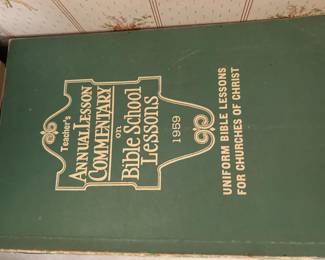 Teacher's
ANNUAL LESSON
COMMENTARY
on
Bible School
LESSONS
1959
UNIFORM BIBLE LESSONS
FOR CHURCHES OF CHRIST